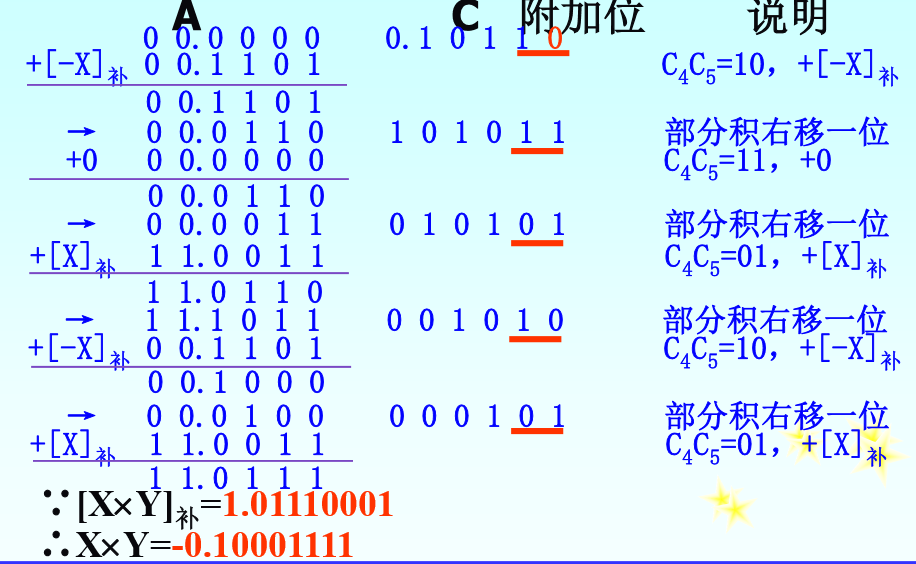 A C 附加位 说明
0 0.0 0 0 0 0.1 0 1 1 0
+[-X]补 0 0.1 1 0 1 C4C5=10，+[-X]补
0 0.1 1 0 1
→ 0 0.0 1 1 0 1 0 1 0 1 1 部分积右移一位
+0 0 0.0 0 0 0 C4C5=11，+0
0 0.0 1 1 0
→ 0 0.0 0 1 1 0 1 0 1 0 1 部分积右移一位
+[X]补 1 1.0 0 1 1 C4C5=01，+[X]补
1 1.0 1 1 0
→ 1 1.1 0 1 1 0 0 1 0 1 0 部分积右移一位
+[-X]补 0 0.1 1 0 1 C4C5=10，+[-X]补
0 0.1 0 0 0
→ 0 0.0 1 0 0 0 0 0 1 0 1 部分积右移一位
+[X]补 1 1.0 0 1 1 C4C5=01，+[X]补
1 1.0 1 1 1
∵[X×Y]补=1.01110001
∴X×Y=-0.10001111